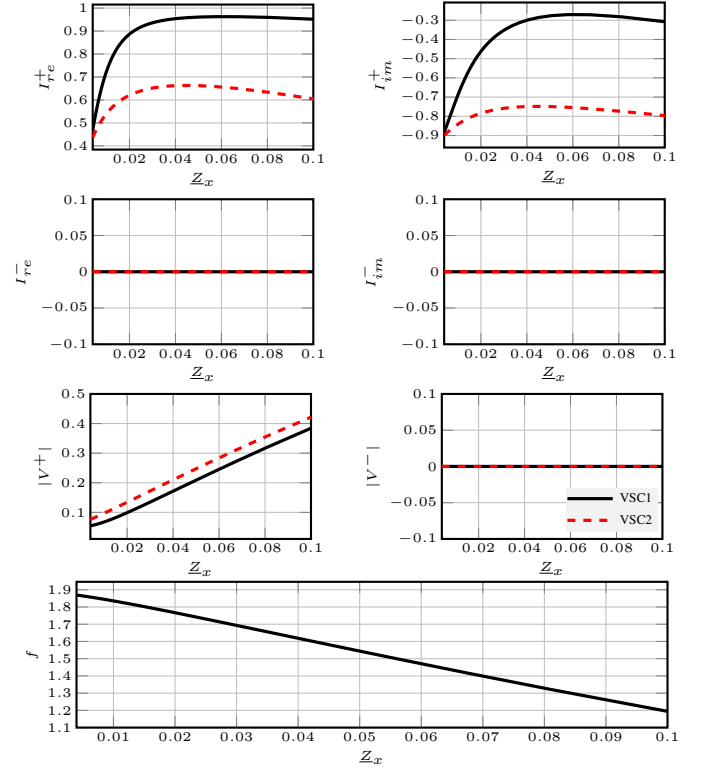 1
0.9
0.8
0.7
0.6
0.5
0.4
I⁺re
0.02 0.04 0.06 0.08 0.1
Z̲x
−0.3
−0.4
−0.5
−0.6
−0.7
−0.8
−0.9
I⁺im
0.02 0.04 0.06 0.08 0.1
Z̲x
0.1
0.05
0
−0.05
−0.1
I⁻re
0.02 0.04 0.06 0.08 0.1
Z̲x
0.1
0.05
0
−0.05
−0.1
I⁻im
0.02 0.04 0.06 0.08 0.1
Z̲x
0.5
0.4
0.3
0.2
0.1
|V⁺|
0.02 0.04 0.06 0.08 0.1
Z̲x
0.1
0.05
0
−0.05
−0.1
|V⁻|
VSC1
VSC2
0.02 0.04 0.06 0.08 0.1
Z̲x
1.9
1.8
1.7
1.6
1.5
1.4
1.3
1.2
1.1
f
0.01 0.02 0.03 0.04 0.05 0.06 0.07 0.08 0.09 0.1
Z̲x